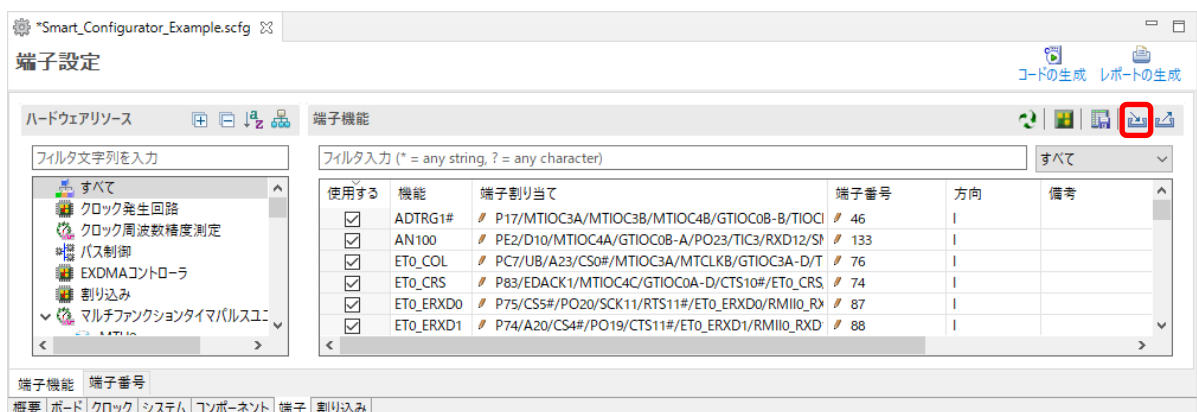 *Smart_Configurator_Example.scfg
端子設定
コードの生成 レポートの生成
ハードウェアリソース
端子機能
フィルタ文字列を入力
フィルタ入力 (* = any string, ? = any character)
すべて
すべて
クロック発生回路
クロック周波数精度測定
バス制御
EXDMAコントローラ
割り込み
マルチファンクションタイマパルスユニ
使用する 機能 端子割り当て 端子番号 方向 備考
ADTRG1# P17/MTIOC3A/MTIOC3B/MTIOC4B/GTIOC0B-B/TIOC 46 I
AN100 PE2/D10/MTIOC4A/GTIOC0B-A/PO23/TIC3/RXD12/S 133 I
ET0_COL PC7/UB/A23/CS0#/MTIOC3A/MTCLKB/GTIOC3A-D/T 76 I
ET0_CRS P83/EDACK1/MTIOC4C/GTIOC0A-D/CTS10#/ET0_CRS, 74 I
ET0_ERXD0 P75/CS5#/PO20/SCK11/RTS11#/ET0_ERXD0/RMII0_RX 87 I
ET0_ERXD1 P74/A20/CS4#/PO19/CTS11#/ET0_ERXD1/RMII0_RXD 88 I
端子機能 端子番号
概要 ボード クロック システム コンポーネント 端子 割り込み